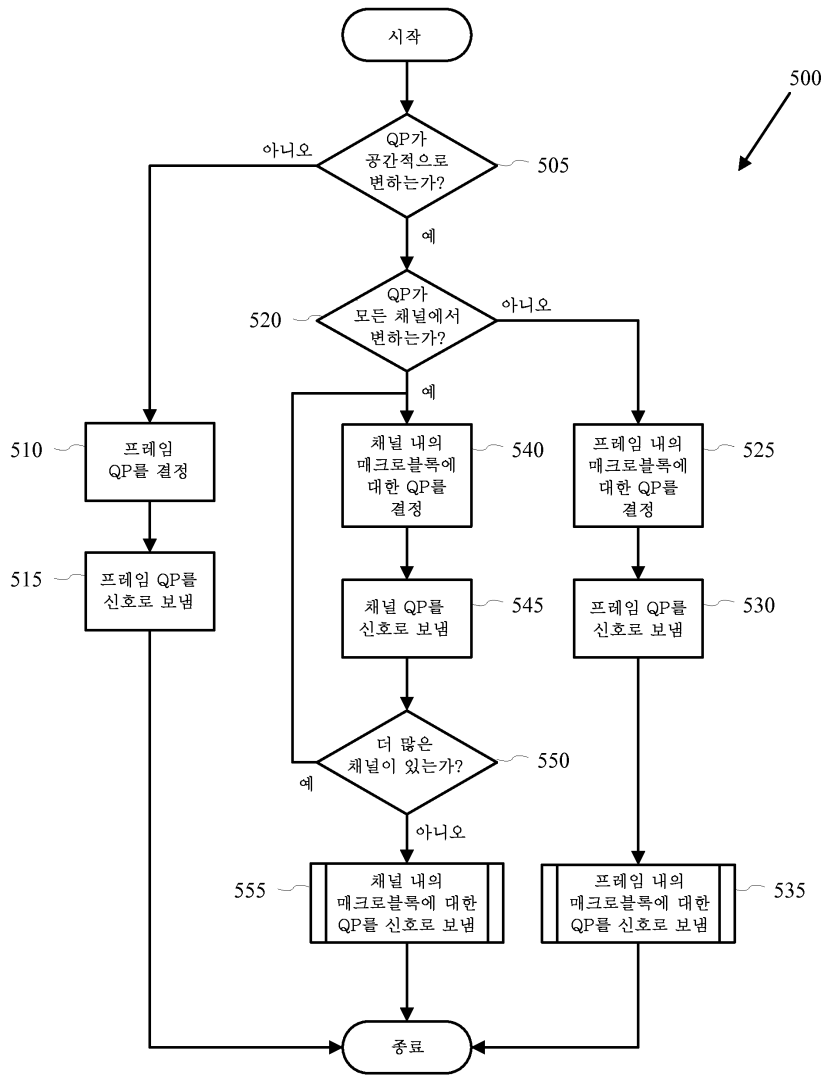 시작
500
QP가
공간적으로
변하는가?
505
아니오
예
QP가
모든 채널에서
변하는가?
520
아니오
예
510
프레임
QP를 결정
채널 내의
매크로블록에
대한 QP를
결정
540
프레임 내의
매크로블록에
대한 QP를
결정
525
515
프레임 QP를
신호로 보냄
채널 QP를
신호로 보냄
545
프레임 QP를
신호로 보냄
530
더 많은
채널이 있는가?
550
예
아니오
555
채널 내의
매크로블록에 대한
QP를 신호로 보냄
프레임 내의
매크로블록에 대한
QP를 신호로 보냄
535
종료